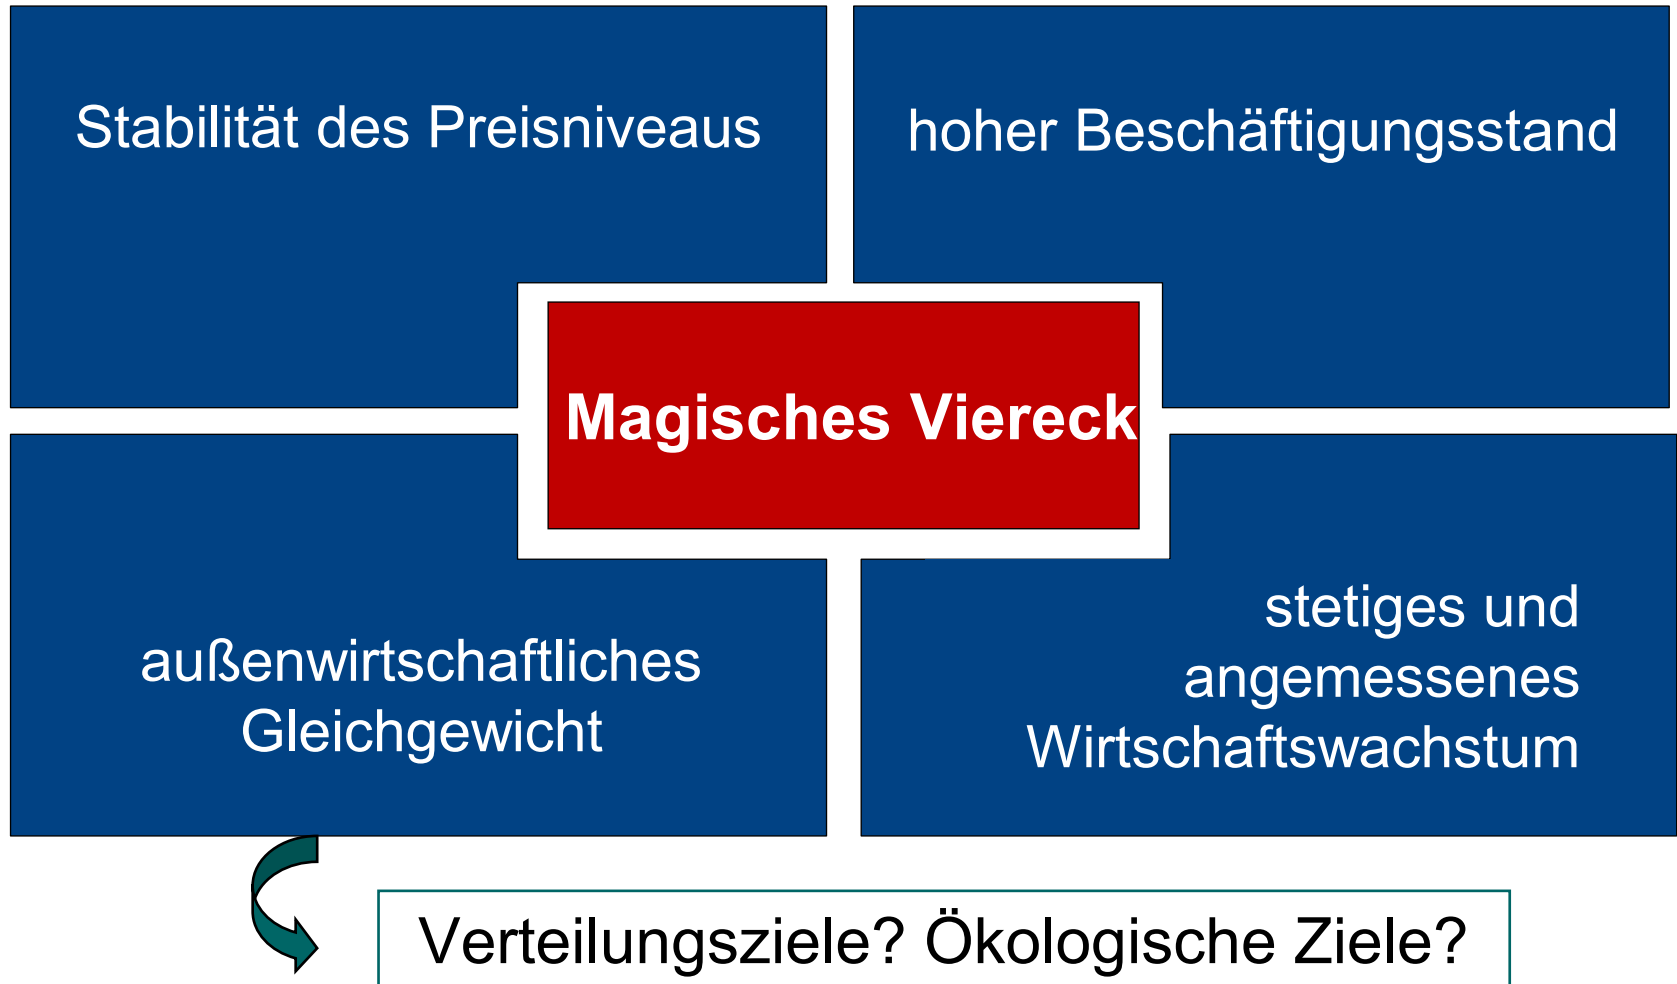 Stabilität des Preisniveaus
hoher Beschäftigungsstand
Magisches Viereck
außenwirtschaftliches
Gleichgewicht
stetiges und
angemessenes
Wirtschaftswachstum
Verteilungsziele? Ökologische Ziele?